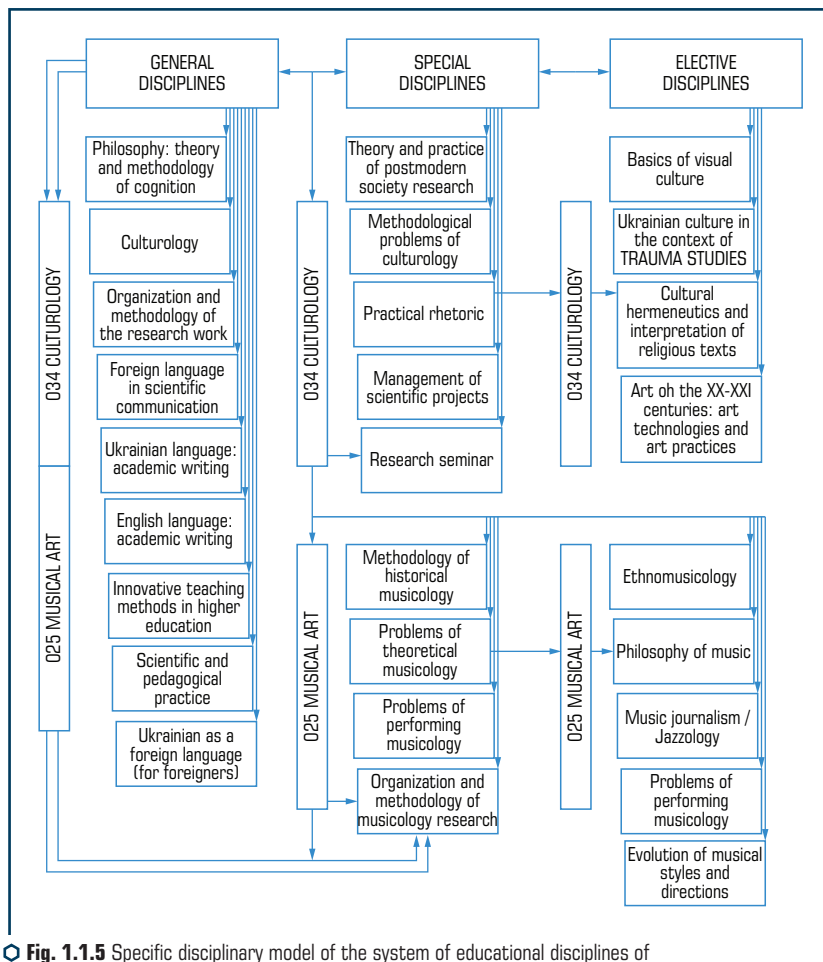 GENERAL
DISCIPLINES
SPECIAL
DISCIPLINES
ELECTIVE
DISCIPLINES
034 CULTUROLOGY
025 MUSICAL ART
Philosophy: theory
and methodology
of cognition
Culturology
Organization and
methodology of
the research work
Foreign language
in scientific
communication
Ukrainian language:
academic writing
English language:
academic writing
Innovative teaching
methods in higher
education
Scientific and
pedagogical
practice
Ukrainian as a
foreign language
(for foreigners)
034 CULTUROLOGY
Theory and practice
of postmodern
society research
Methodological
problems of
culturology
Practical rhetoric
Management of
scientific projects
Research seminar
034 CULTUROLOGY
Basics of visual
culture
Ukrainian culture in
the context of
TRAUMA STUDIES
Cultural
hermeneutics and
interpretation of
religious texts
Art oh the XX-XXI
centuries: art
technologies and
art practices
025 MUSICAL ART
Methodology of
historical
musicology
Problems of
theoretical
musicology
Problems of
performing
musicology
Organization and
methodology of
musicology research
025 MUSICAL ART
Ethnomusicology
Philosophy of music
Music journalism /
Jazzology
Problems of
performing
musicology
Evolution of musical
styles and
directions
Fig. 1.1.5 Specific disciplinary model of the system of educational disciplines of